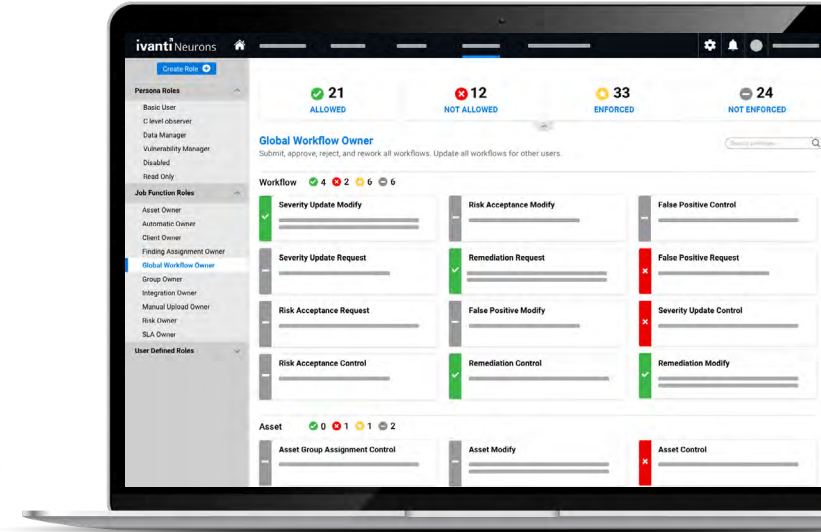 ivanti Neurons
Create Role
Persona Roles
Basic User
C level observer
Data Manager
Vulnerability Manager
Disabled
Read Only
Job Function Roles
Asset Owner
Automatic Owner
Client Owner
Finding Assignment Owner
Global Workflow Owner
Group Owner
Integration Owner
Manual Upload Owner
Risk Owner
SLA Owner
User Defined Roles
21
ALLOWED
12
NOT ALLOWED
33
ENFORCED
24
NOT ENFORCED
Global Workflow Owner
Submit, approve, reject, and rework all workflows. Update all workflows for other users.
Workflow 4 2 6 6
Severity Update Modify
Risk Acceptance Modify
False Positive Control
Severity Update Request
Remediation Request
False Positive Request
Risk Acceptance Request
False Positive Modify
Severity Update Control
Risk Acceptance Control
Remediation Control
Remediation Modify
Asset 0 1 1 2
Asset Group Assignment Control
Asset Modify
Asset Control